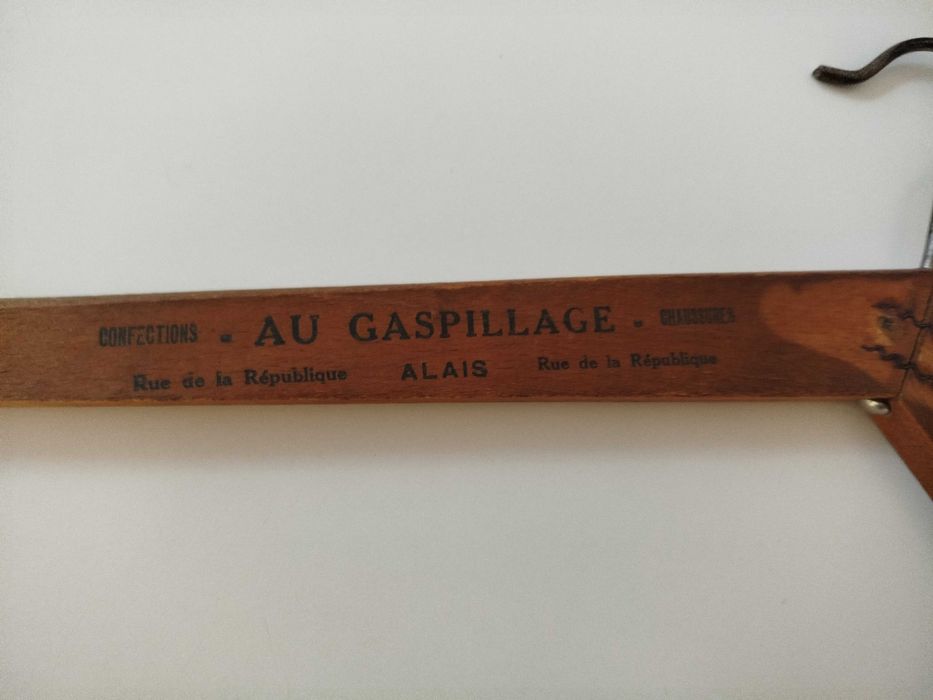 CONFECTIONS - AU GASPILLAGE - CHAUSSURES
Rue de la République ALAIS Rue de la République